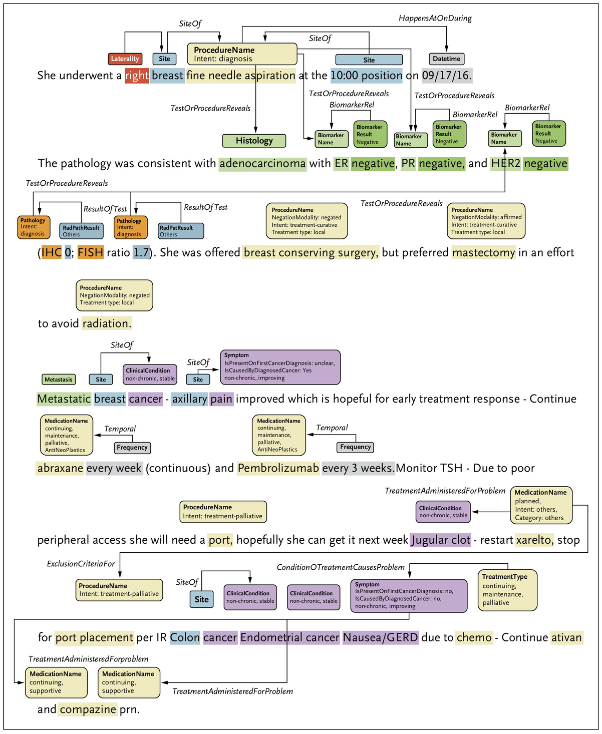 HappensAtOnDuring
SiteOf
SiteOf
Laterality
Site
ProcedureName
Intent: diagnosis
Site
Datetime
She underwent a right breast fine needle aspiration at the 10:00 position on 09/17/16.
TestOrProcedureReveals
TestOrProcedureReveals
TestOrProcedureReveals
BiomarkerRel
BiomarkerRel
BiomarkerRel
Histology
Biomarker Name
Biomarker Result
Negative
Biomarker Name
Biomarker Result
Negative
Biomarker Name
Biomarker Result
Negative
The pathology was consistent with adenocarcinoma with ER negative, PR negative, and HER2 negative
TestOrProcedureReveals
TestOrProcedureReveals
ResultOfTest
ResultOfTest
Pathology
Intent: diagnosis
RadPathResult
Others
Pathology
Intent: diagnosis
RadPatResult
Others
ProcedureName
NegationModality: negated
Intent: treatment-curative
Treatment type: local
ProcedureName
NegationModality: affirmed
Intent: treatment-curative
Treatment type: local
(IHC 0; FISH ratio 1.7). She was offered breast conserving surgery, but preferred mastectomy in an effort
ProcedureName
NegationModality: negated
Treatment type: local
to avoid radiation.
SiteOf
SiteOf
Metastasis
Site
ClinicalCondition
non-chronic, stable
Site
Symptom
IsPresentOnFirstCancerDiagnosis: unclear,
IsCausedByDiagnosedCancer: Yes
non-chronic, improving
Metastatic breast cancer - axillary pain improved which is hopeful for early treatment response - Continue
MedicationName
continuing,
maintenance,
palliative,
AntiNeoPlastics
Temporal
Frequency
MedicationName
continuing,
maintenance,
palliative,
AntiNeoPlastics
Temporal
Frequency
abraxane every week (continuous) and Pembrolizumab every 3 weeks. Monitor TSH - Due to poor
TreatmentAdministeredForProblem
ProcedureName
Intent: treatment-palliative
ClinicalCondition
non-chronic, stable
MedicationName
planned,
Intent: others,
Category: others
peripheral access she will need a port, hopefully she can get it next week Jugular clot - restart xarelto, stop
ExclusionCriteriaFor
SiteOf
ConditionOTreatmentCausesProblem
ProcedureName
Intent: treatment-palliative
Site
ClinicalCondition
non-chronic, stable
ClinicalCondition
non-chronic, stable
Symptom
IsPresentOnFirstCancerDiagnosis: no,
IsCausedByDiagnosedCancer: no,
non-chronic, improving
TreatmentType
continuing,
maintenance,
palliative
for port placement per IR Colon cancer Endometrial cancer Nausea/GERD due to chemo - Continue ativan
TreatmentAdministeredForproblem
MedicationName
continuing,
supportive
MedicationName
continuing,
supportive
TreatmentAdministeredForProblem
and compazine prn.